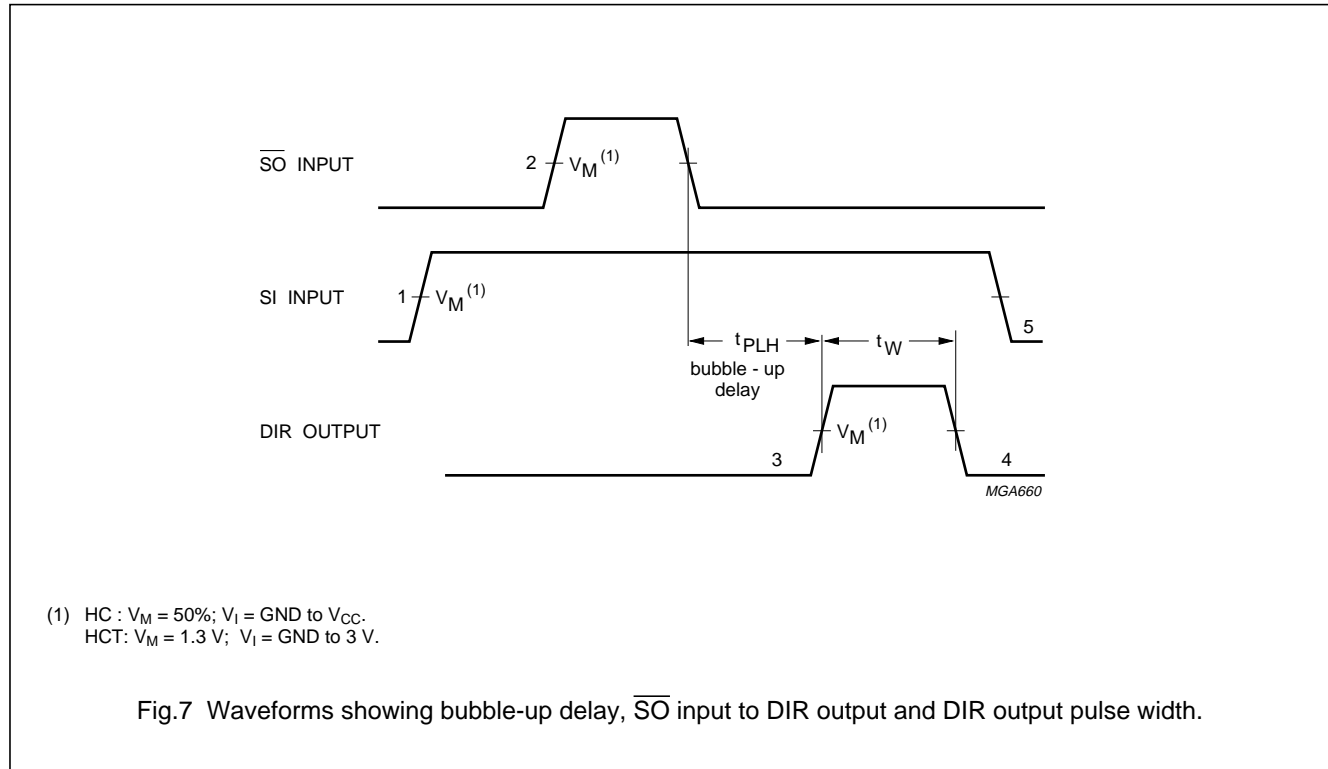 S̅O̅ INPUT
2 V_M (1)
SI INPUT
1 V_M (1)
5
t_PLH
t_W
bubble - up
delay
DIR OUTPUT
V_M (1)
3
4
MGA660
(1) HC : V_M = 50%; V_I = GND to V_CC.
HCT: V_M = 1.3 V; V_I = GND to 3 V.
Fig.7 Waveforms showing bubble-up delay, S̅O̅ input to DIR output and DIR output pulse width.